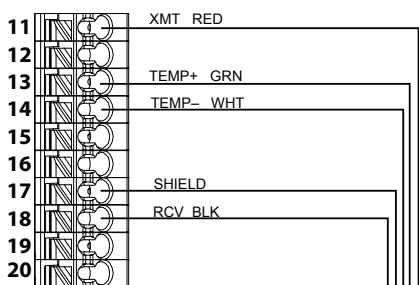 11 XMT RED
12
13 TEMP+ GRN
14 TEMP– WHT
15
16
17 SHIELD
18 RCV BLK
19
20